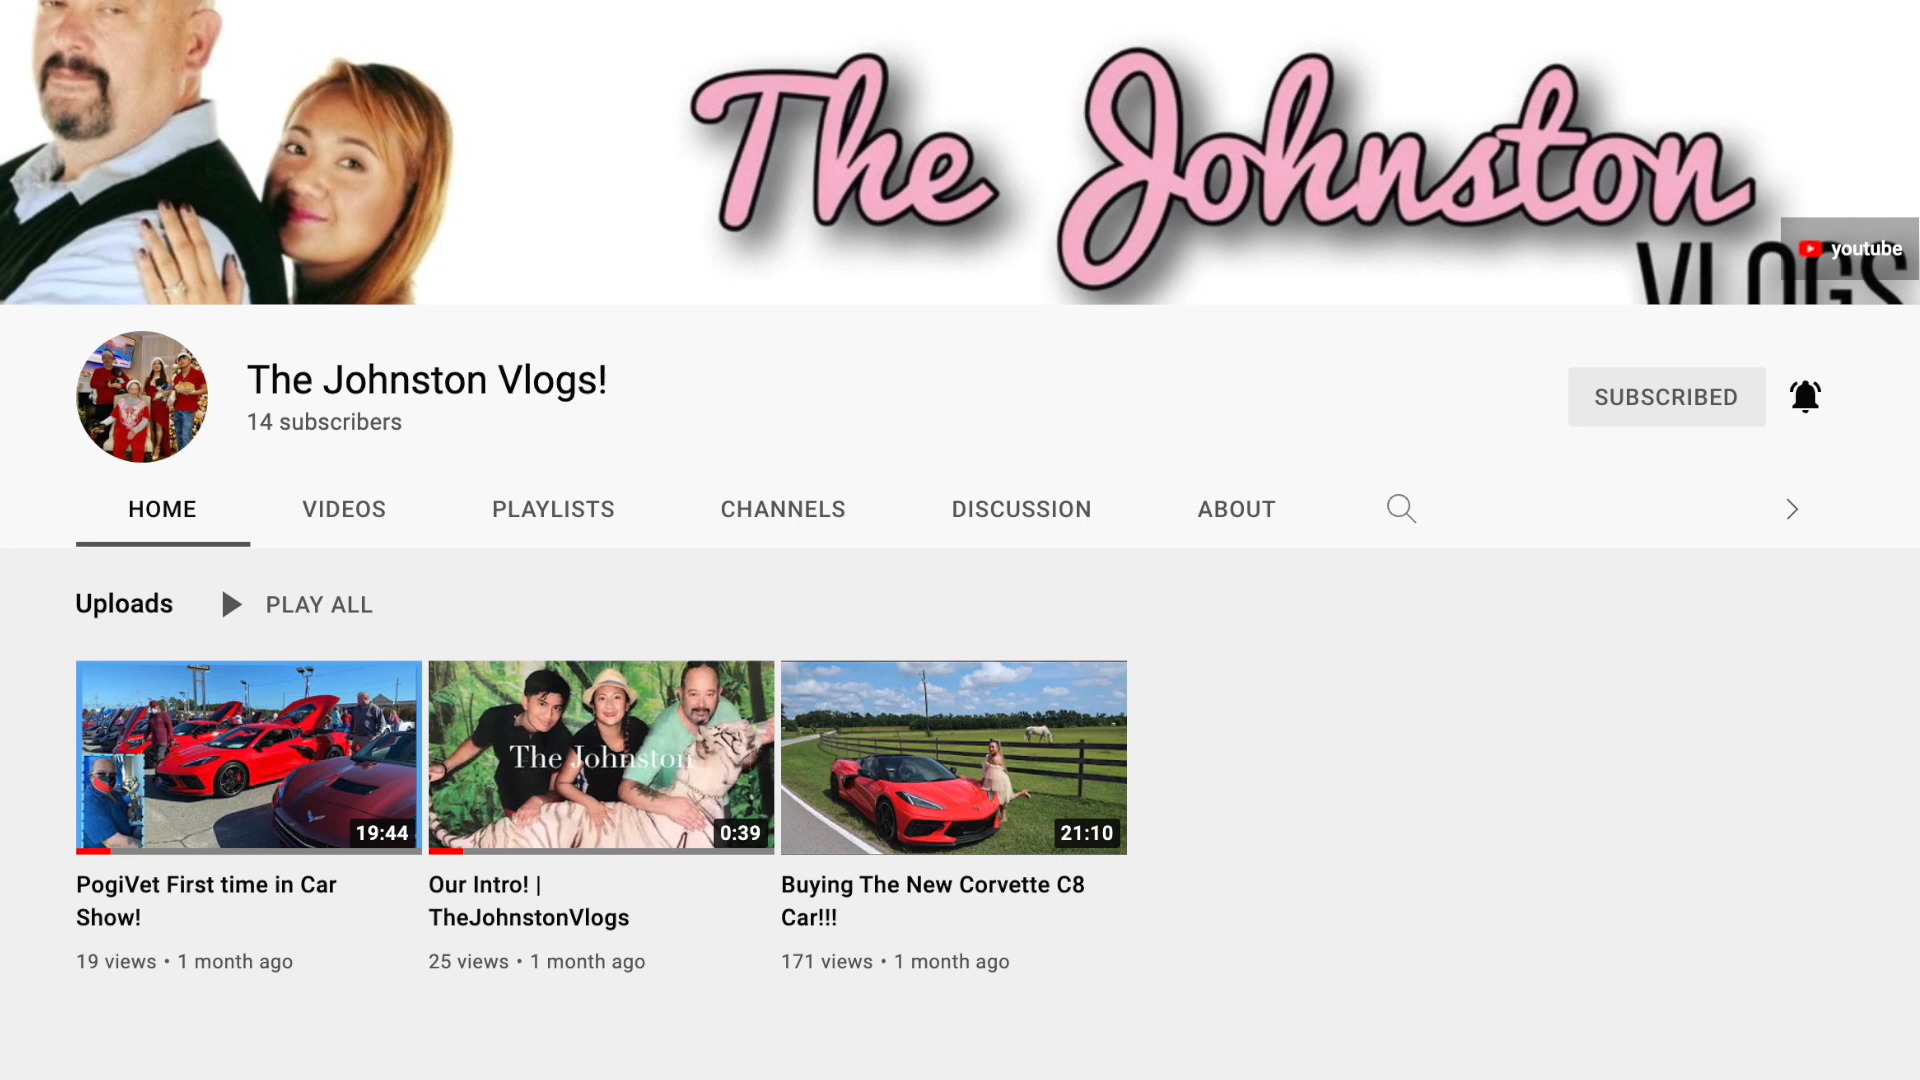 The Johnston
VLOGS
youtube
The Johnston Vlogs!
14 subscribers
SUBSCRIBED
HOME
VIDEOS
PLAYLISTS
CHANNELS
DISCUSSION
ABOUT
Uploads
PLAY ALL
The Johnston
19:44
0:39
21:10
PogiVet First time in Car
Show!
19 views • 1 month ago
Our Intro! |
TheJohnstonVlogs
25 views • 1 month ago
Buying The New Corvette C8
Car!!!
171 views • 1 month ago